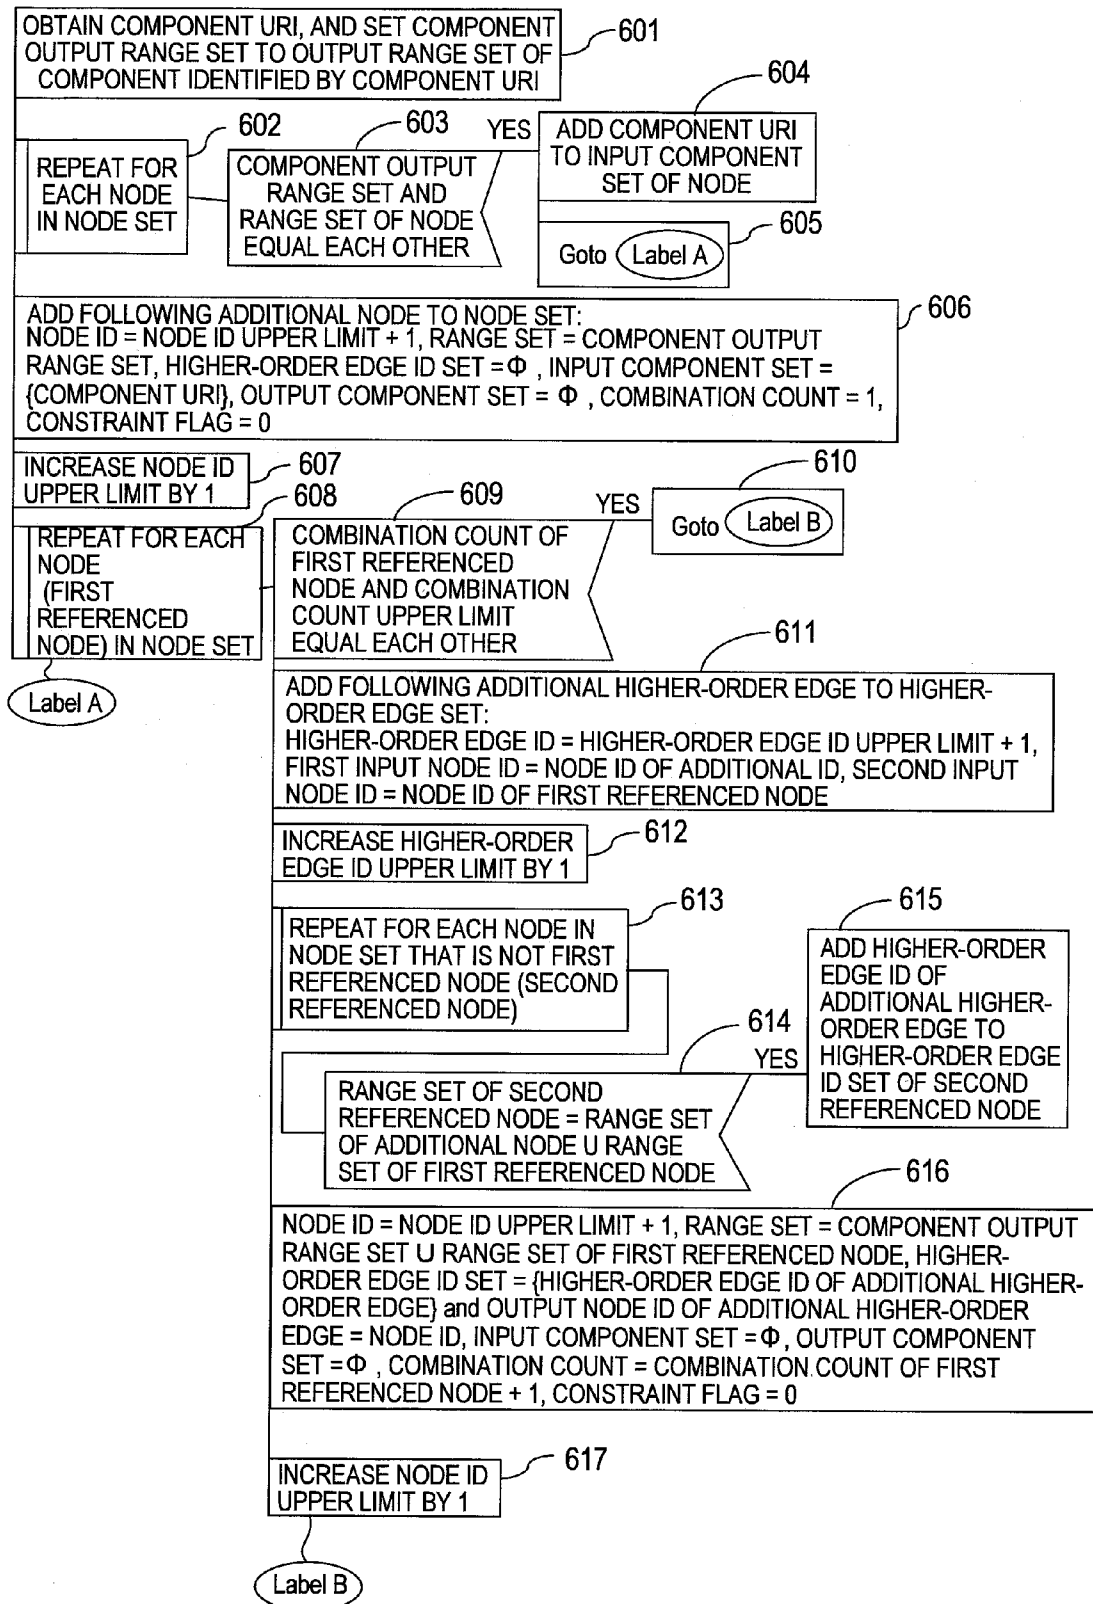 OBTAIN COMPONENT URI, AND SET COMPONENT
OUTPUT RANGE SET TO OUTPUT RANGE SET OF
COMPONENT IDENTIFIED BY COMPONENT URI
601
602
REPEAT FOR
EACH NODE
IN NODE SET
603
COMPONENT OUTPUT
RANGE SET AND
RANGE SET OF NODE
EQUAL EACH OTHER
YES
604
ADD COMPONENT URI
TO INPUT COMPONENT
SET OF NODE
605
Goto Label A
606
ADD FOLLOWING ADDITIONAL NODE TO NODE SET:
NODE ID = NODE ID UPPER LIMIT + 1, RANGE SET = COMPONENT OUTPUT
RANGE SET, HIGHER-ORDER EDGE ID SET = Φ , INPUT COMPONENT SET =
{COMPONENT URI}, OUTPUT COMPONENT SET = Φ , COMBINATION COUNT = 1,
CONSTRAINT FLAG = 0
INCREASE NODE ID
UPPER LIMIT BY 1
607
608
REPEAT FOR EACH
NODE
(FIRST
REFERENCED
NODE) IN NODE SET
Label A
609
COMBINATION COUNT OF
FIRST REFERENCED
NODE AND COMBINATION
COUNT UPPER LIMIT
EQUAL EACH OTHER
YES
610
Goto Label B
611
ADD FOLLOWING ADDITIONAL HIGHER-ORDER EDGE TO HIGHER-
ORDER EDGE SET:
HIGHER-ORDER EDGE ID = HIGHER-ORDER EDGE ID UPPER LIMIT + 1,
FIRST INPUT NODE ID = NODE ID OF ADDITIONAL ID, SECOND INPUT
NODE ID = NODE ID OF FIRST REFERENCED NODE
INCREASE HIGHER-ORDER
EDGE ID UPPER LIMIT BY 1
612
613
REPEAT FOR EACH NODE IN
NODE SET THAT IS NOT FIRST
REFERENCED NODE (SECOND
REFERENCED NODE)
614
RANGE SET OF SECOND
REFERENCED NODE = RANGE SET
OF ADDITIONAL NODE U RANGE
SET OF FIRST REFERENCED NODE
YES
615
ADD HIGHER-ORDER
EDGE ID OF
ADDITIONAL HIGHER-
ORDER EDGE TO
HIGHER-ORDER EDGE
ID SET OF SECOND
REFERENCED NODE
616
NODE ID = NODE ID UPPER LIMIT + 1, RANGE SET = COMPONENT OUTPUT
RANGE SET U RANGE SET OF FIRST REFERENCED NODE, HIGHER-
ORDER EDGE ID SET = {HIGHER-ORDER EDGE ID OF ADDITIONAL HIGHER-
ORDER EDGE} and OUTPUT NODE ID OF ADDITIONAL HIGHER-ORDER
EDGE = NODE ID, INPUT COMPONENT SET = Φ , OUTPUT COMPONENT
SET = Φ , COMBINATION COUNT = COMBINATION COUNT OF FIRST
REFERENCED NODE + 1, CONSTRAINT FLAG = 0
INCREASE NODE ID
UPPER LIMIT BY 1
617
Label B